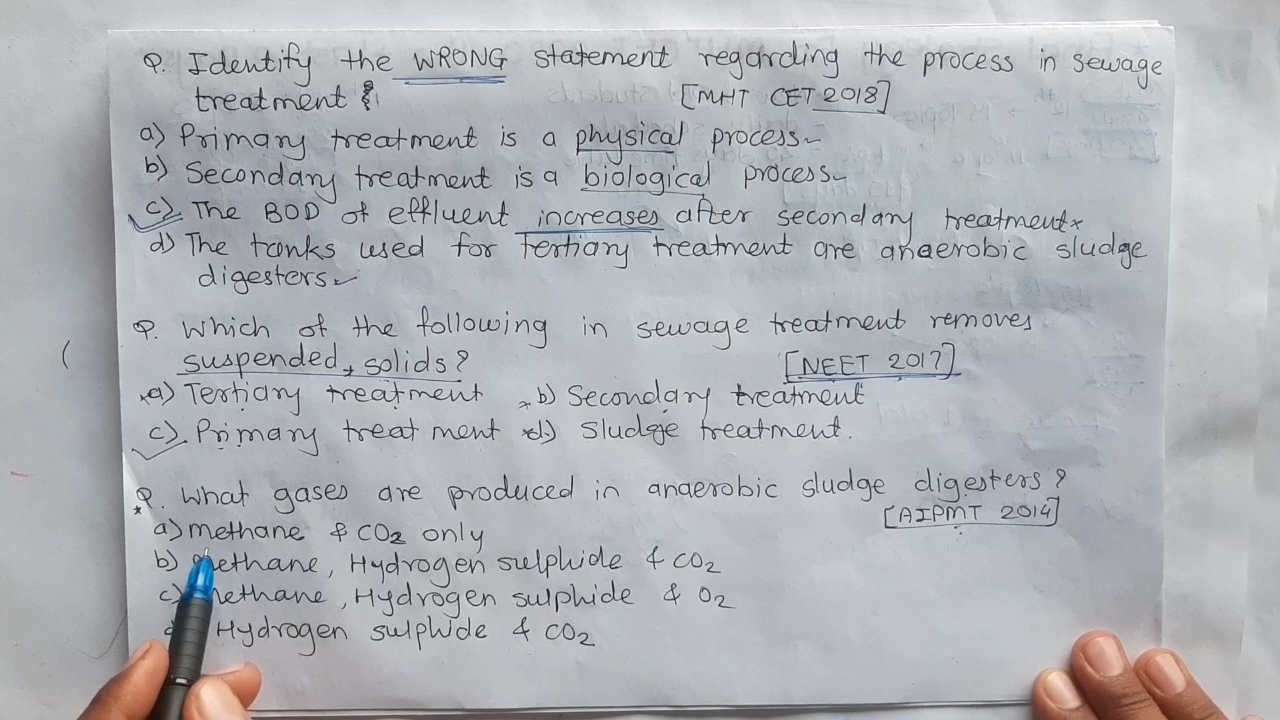 Q. Identify the WRONG statement regarding the process in sewage
treatment :
[MHT CET 2018]
a) Primary treatment is a physical process
b) Secondary treatment is a biological process
c) The BOD of effluent increases after secondary treatment
d) The tanks used for tertiary treatment are anaerobic sludge
digesters
Q. Which of the following in sewage treatment removes
suspended solids?
[NEET 2017]
a) Tertiary treatment b) Secondary treatment
c) Primary treatment d) Sludge treatment.
Q. What gases are produced in anaerobic sludge digesters?
[AIPMT 2014]
a) methane & CO2 only
b) methane, Hydrogen sulphide & CO2
c) methane, Hydrogen sulphide & O2
Hydrogen sulphide & CO2